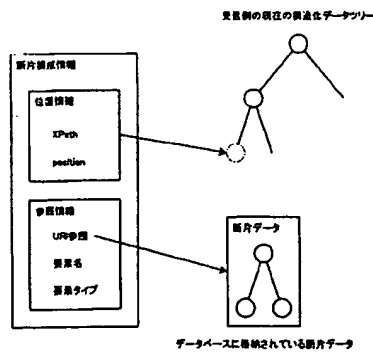 受信側の現在の構造化データツリー
断片構成情報
位置情報
XPath
position
参照情報
URI参照
要素名
要素タイプ
断片データ
データベースに格納されている断片データ